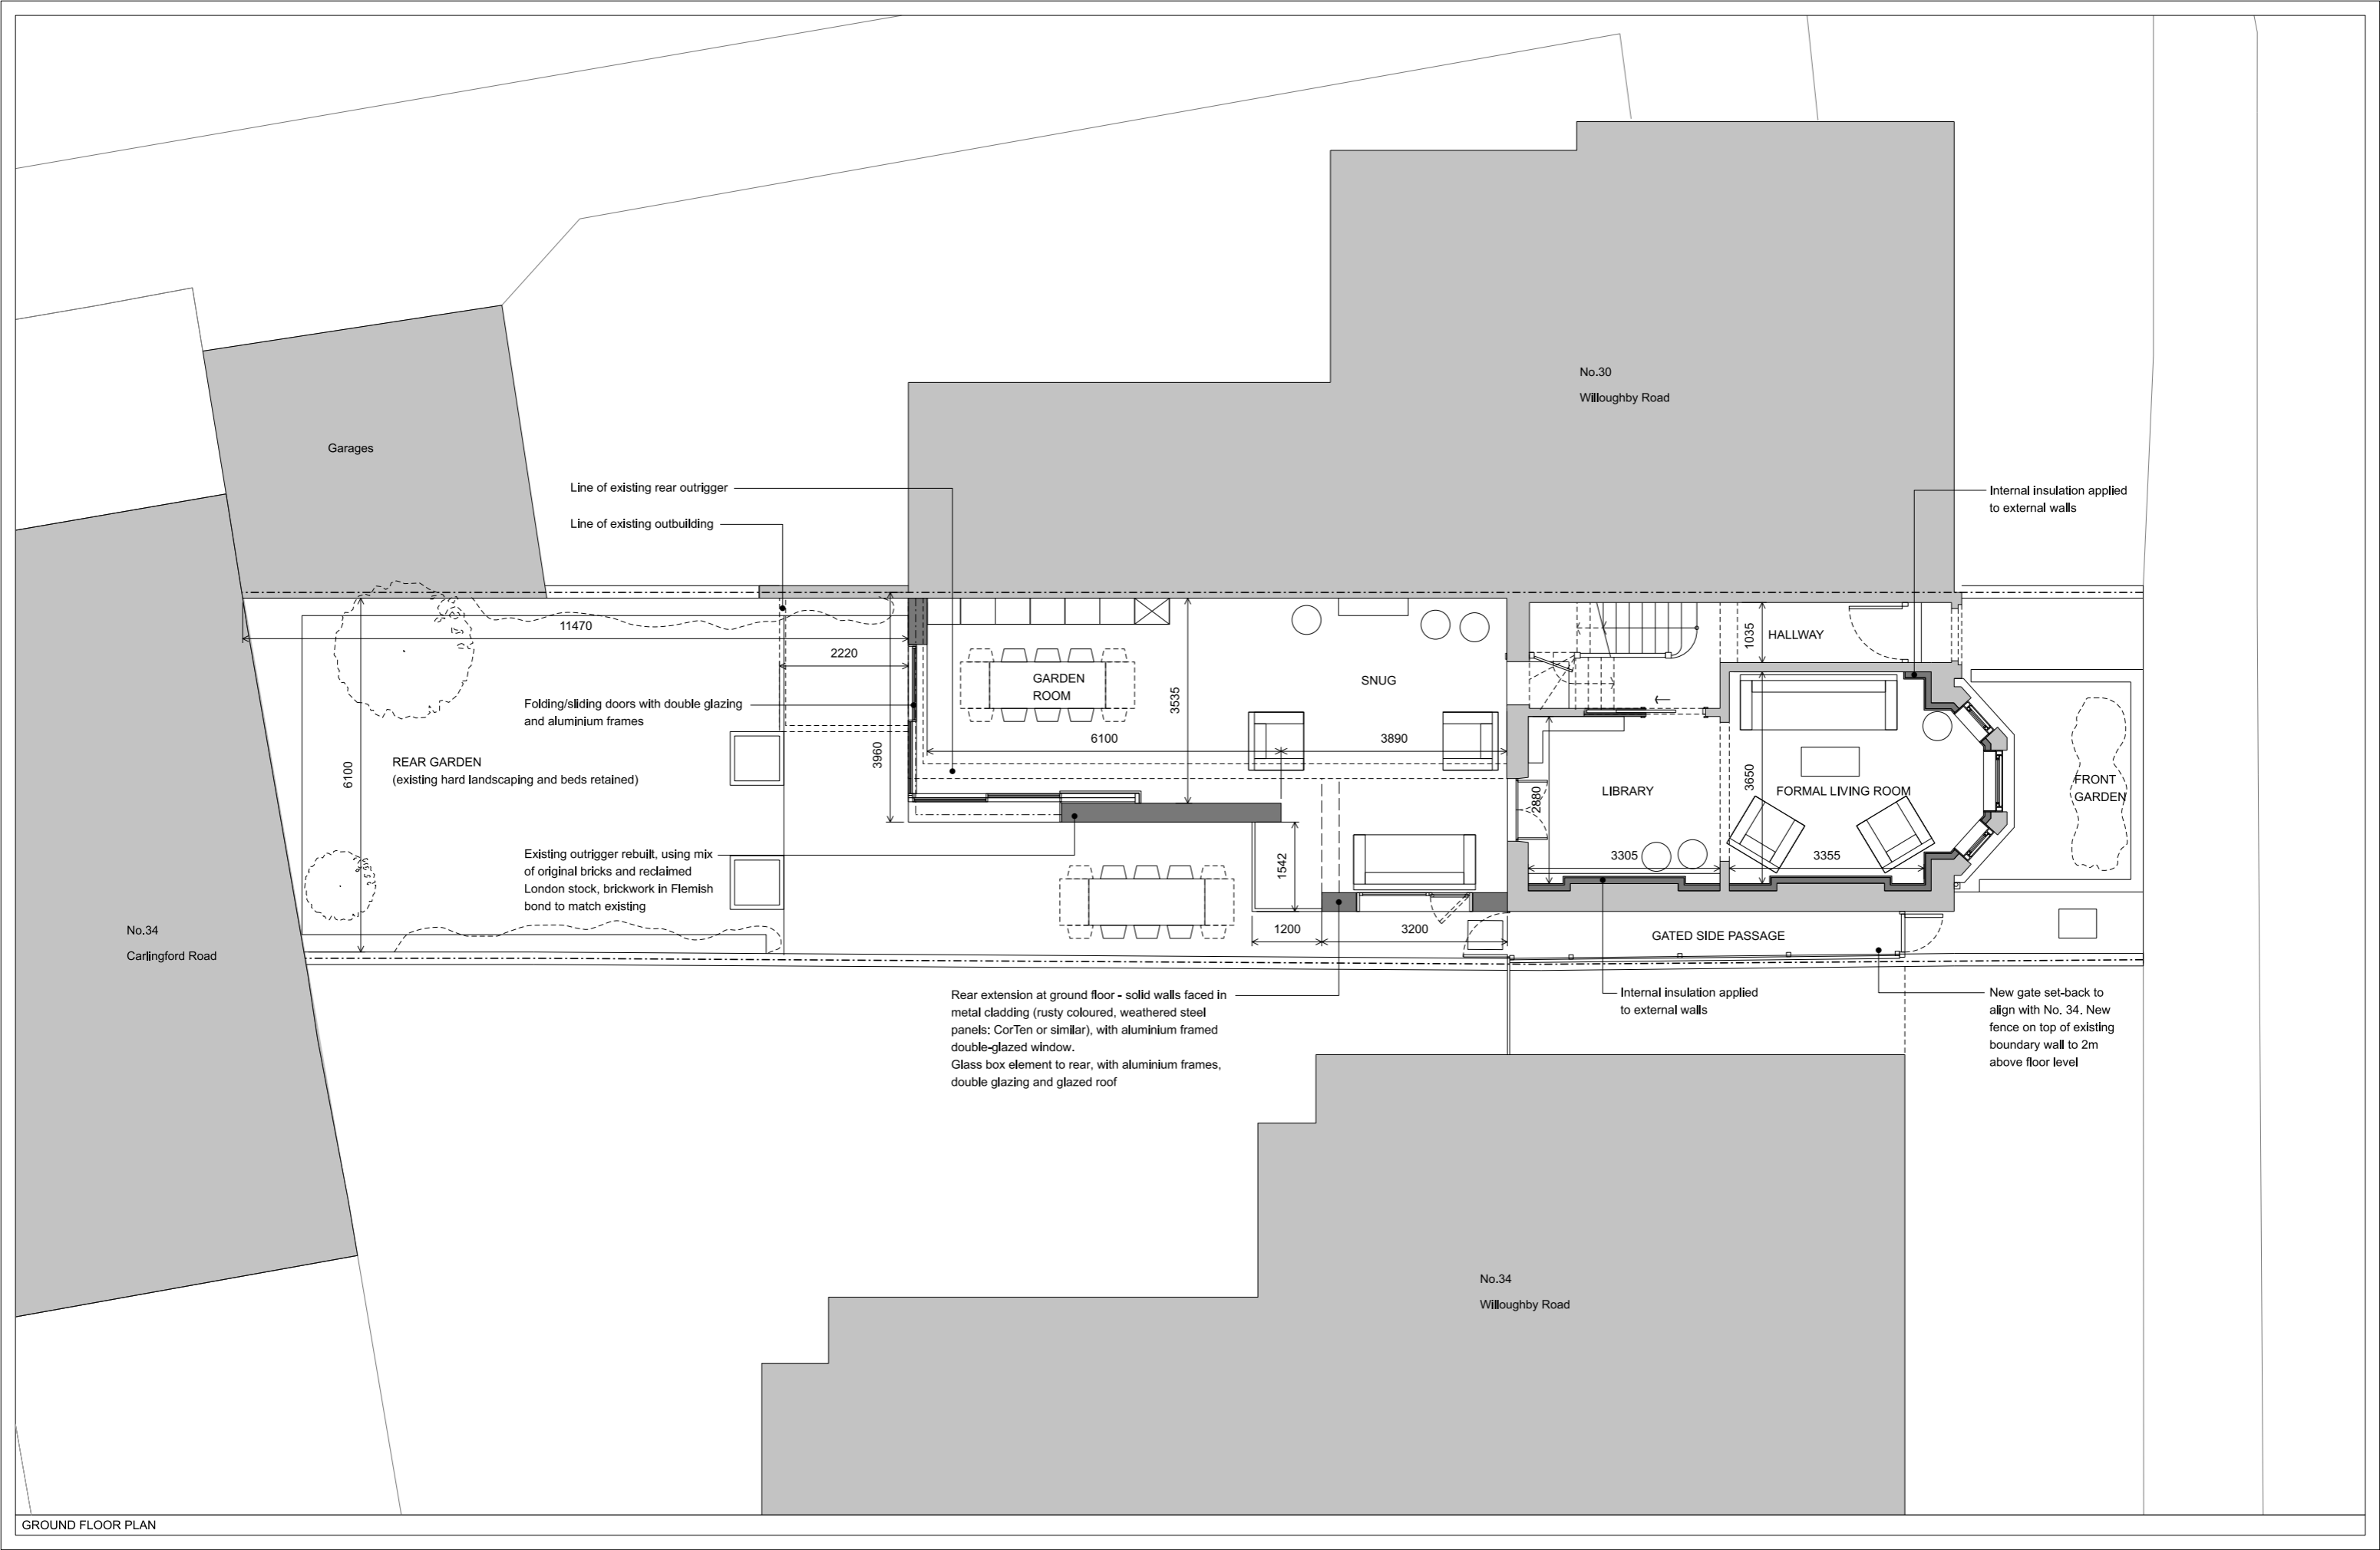 No.30
Willoughby Road
Garages
Line of existing rear outrigger
Line of existing outbuilding
Internal insulation applied
to external walls
11470
2220
1035
HALLWAY
GARDEN
ROOM
SNUG
3535
Folding/sliding doors with double glazing
and aluminium frames
6100
3890
3960
REAR GARDEN
(existing hard landscaping and beds retained)
6100
3650
2880
LIBRARY
FORMAL LIVING ROOM
FRONT
GARDEN
Existing outrigger rebuilt, using mix
of original bricks and reclaimed
London stock, brickwork in Flemish
bond to match existing
1542
3305
3355
No.34
Carlingford Road
1200
3200
GATED SIDE PASSAGE
Rear extension at ground floor - solid walls faced in
metal cladding (rusty coloured, weathered steel
panels: CorTen or similar), with aluminium framed
double-glazed window.
Glass box element to rear, with aluminium frames,
double glazing and glazed roof
Internal insulation applied
to external walls
New gate set-back to
align with No. 34. New
fence on top of existing
boundary wall to 2m
above floor level
No.34
Willoughby Road
GROUND FLOOR PLAN